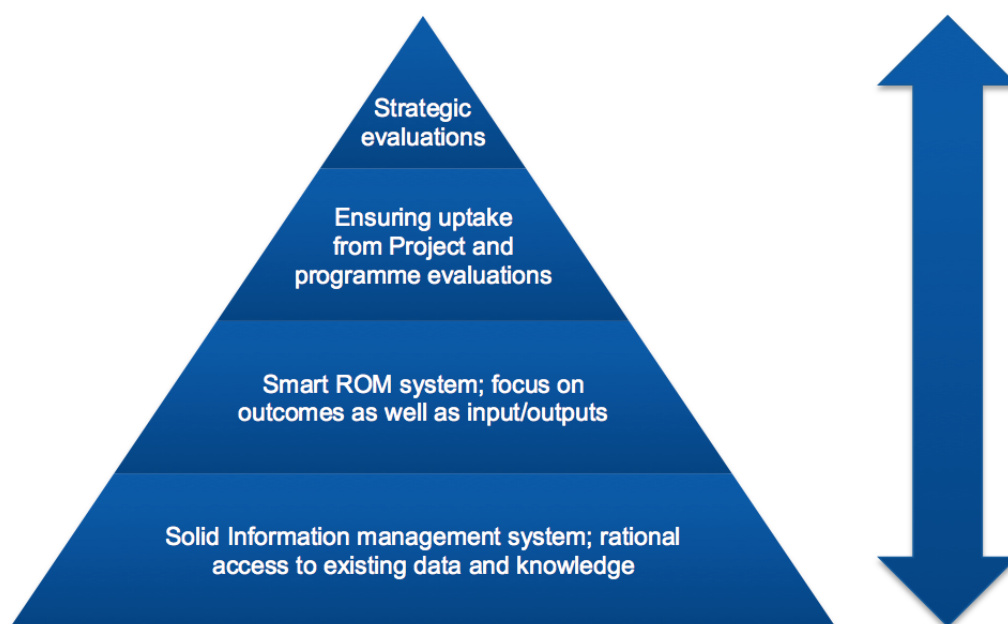 Strategic
evaluations
Ensuring uptake
from Project and
programme evaluations
Smart ROM system; focus on
outcomes as well as input/outputs
Solid Information management system; rational
access to existing data and knowledge